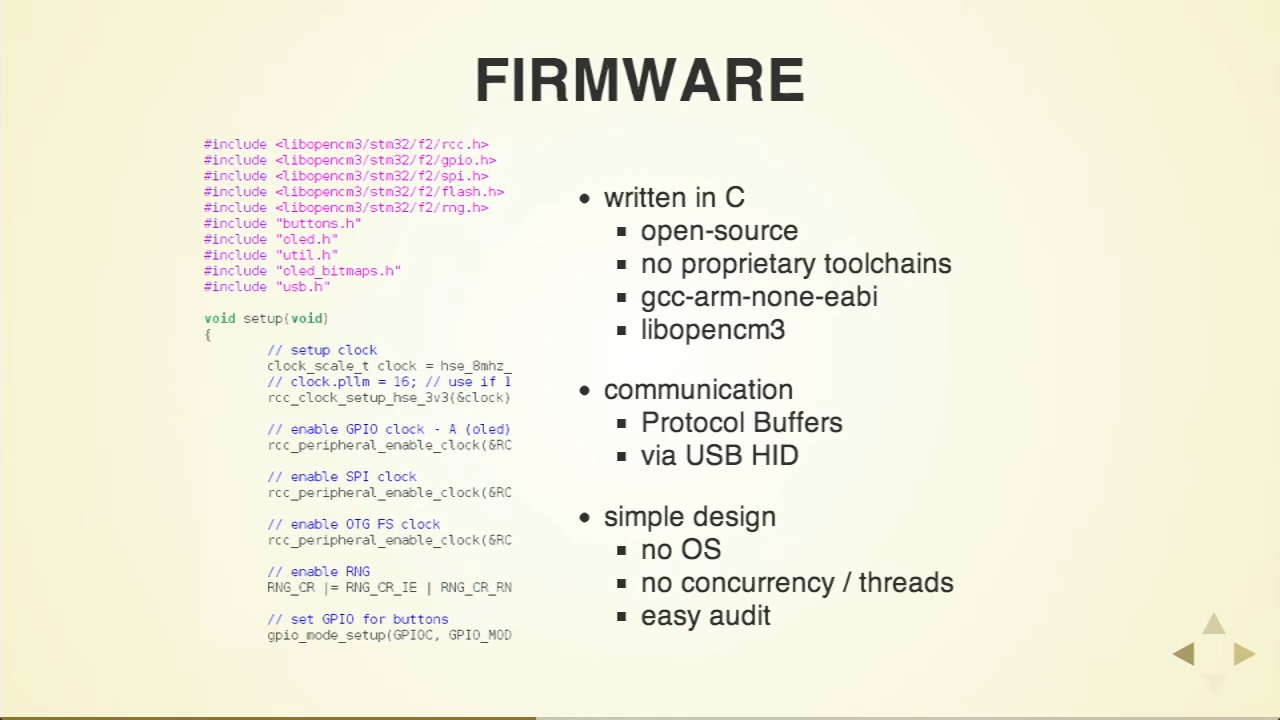 FIRMWARE
#include <libopencm3/stm32/f2/rcc.h>
#include <libopencm3/stm32/f2/gpio.h>
#include <libopencm3/stm32/f2/spi.h>
#include <libopencm3/stm32/f2/flash.h>
#include <libopencm3/stm32/f2/rng.h>
#include "buttons.h"
#include "oled.h"
#include "util.h"
#include "oled_bitmaps.h"
#include "usb.h"
void setup(void)
{
// setup clock
clock_scale_t clock = hse_8mhz_
// clock.pllm = 16; // use if 1
rcc_clock_setup_hse_3v3(&clock)
// enable GPIO clock - A (oled)
rcc_peripheral_enable_clock(&RC
// enable SPI clock
rcc_peripheral_enable_clock(&RC
// enable OTG FS clock
rcc_peripheral_enable_clock(&RC
// enable RNG
RNG_CR |= RNG_CR_IE | RNG_CR_RN
// set GPIO for buttons
gpio_mode_setup(GPIOC, GPIO_MOD
• written in C
▪ open-source
▪ no proprietary toolchains
▪ gcc-arm-none-eabi
▪ libopencm3
• communication
▪ Protocol Buffers
▪ via USB HID
• simple design
▪ no OS
▪ no concurrency / threads
▪ easy audit